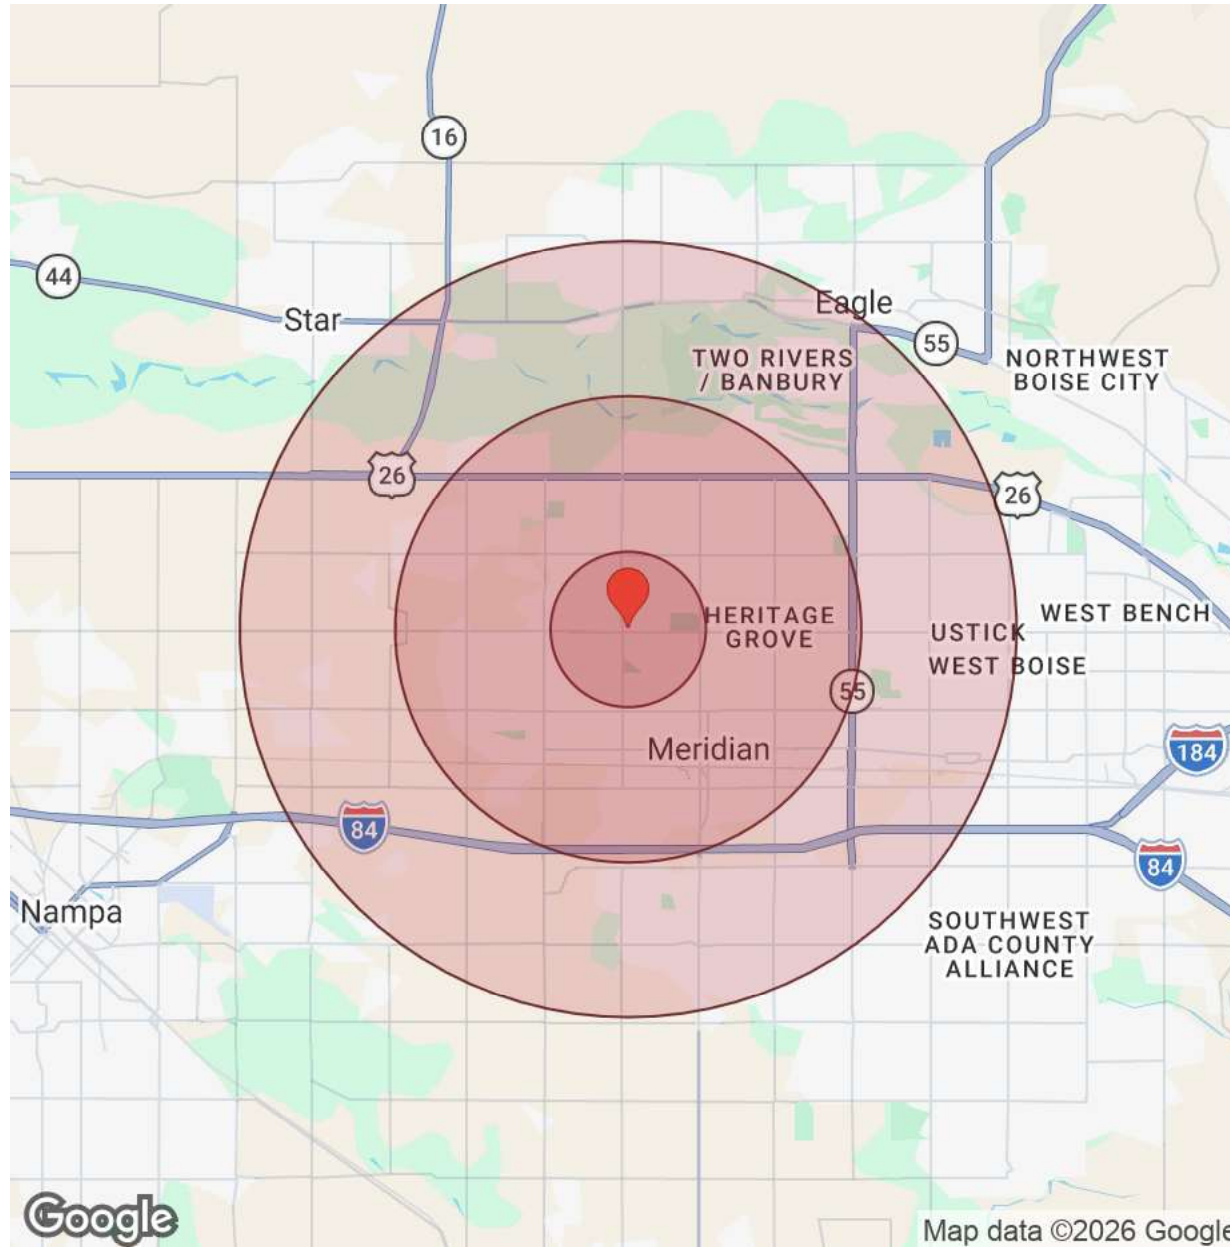 16
44
Star
Eagle
55
TWO RIVERS
/ BANBURY
NORTHWEST
BOISE CITY
26
26
HERITAGE
GROVE
WEST BENCH
USTICK
WEST BOISE
55
Meridian
184
84
84
Nampa
SOUTHWEST
ADA COUNTY
ALLIANCE
Google
Map data ©2026 Google